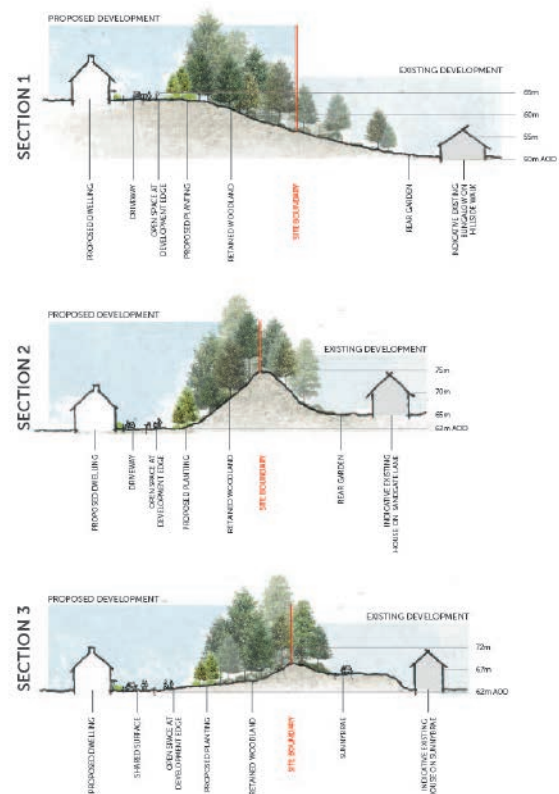 SECTION 1
PROPOSED DEVELOPMENT
EXISTING DEVELOPMENT
65m
60m
55m
50m AOD
PROPOSED DWELLING
DRIVEWAY
OPEN SPACE AT
DEVELOPMENT EDGE
PROPOSED PLANTING
RETAINED WOODLAND
SITE BOUNDARY
REAR GARDEN
INDICATIVE EXISTING
BUNGALOW ON
HILLSIDE WALK
SECTION 2
PROPOSED DEVELOPMENT
EXISTING DEVELOPMENT
75m
70m
65m
62m AOD
PROPOSED DWELLING
DRIVEWAY
OPEN SPACE AT
DEVELOPMENT EDGE
PROPOSED PLANTING
RETAINED WOODLAND
SITE BOUNDARY
REAR GARDEN
INDICATIVE EXISTING
HOUSE ON SANDGATE LANE
SECTION 3
PROPOSED DEVELOPMENT
EXISTING DEVELOPMENT
72m
67m
62m AOD
PROPOSED DWELLING
SHARED SURFACE
OPEN SPACE AT
DEVELOPMENT EDGE
PROPOSED PLANTING
RETAINED WOODLAND
SITE BOUNDARY
SUNNYBRAE
INDICATIVE EXISTING
HOUSE ON SUNNYBRAE